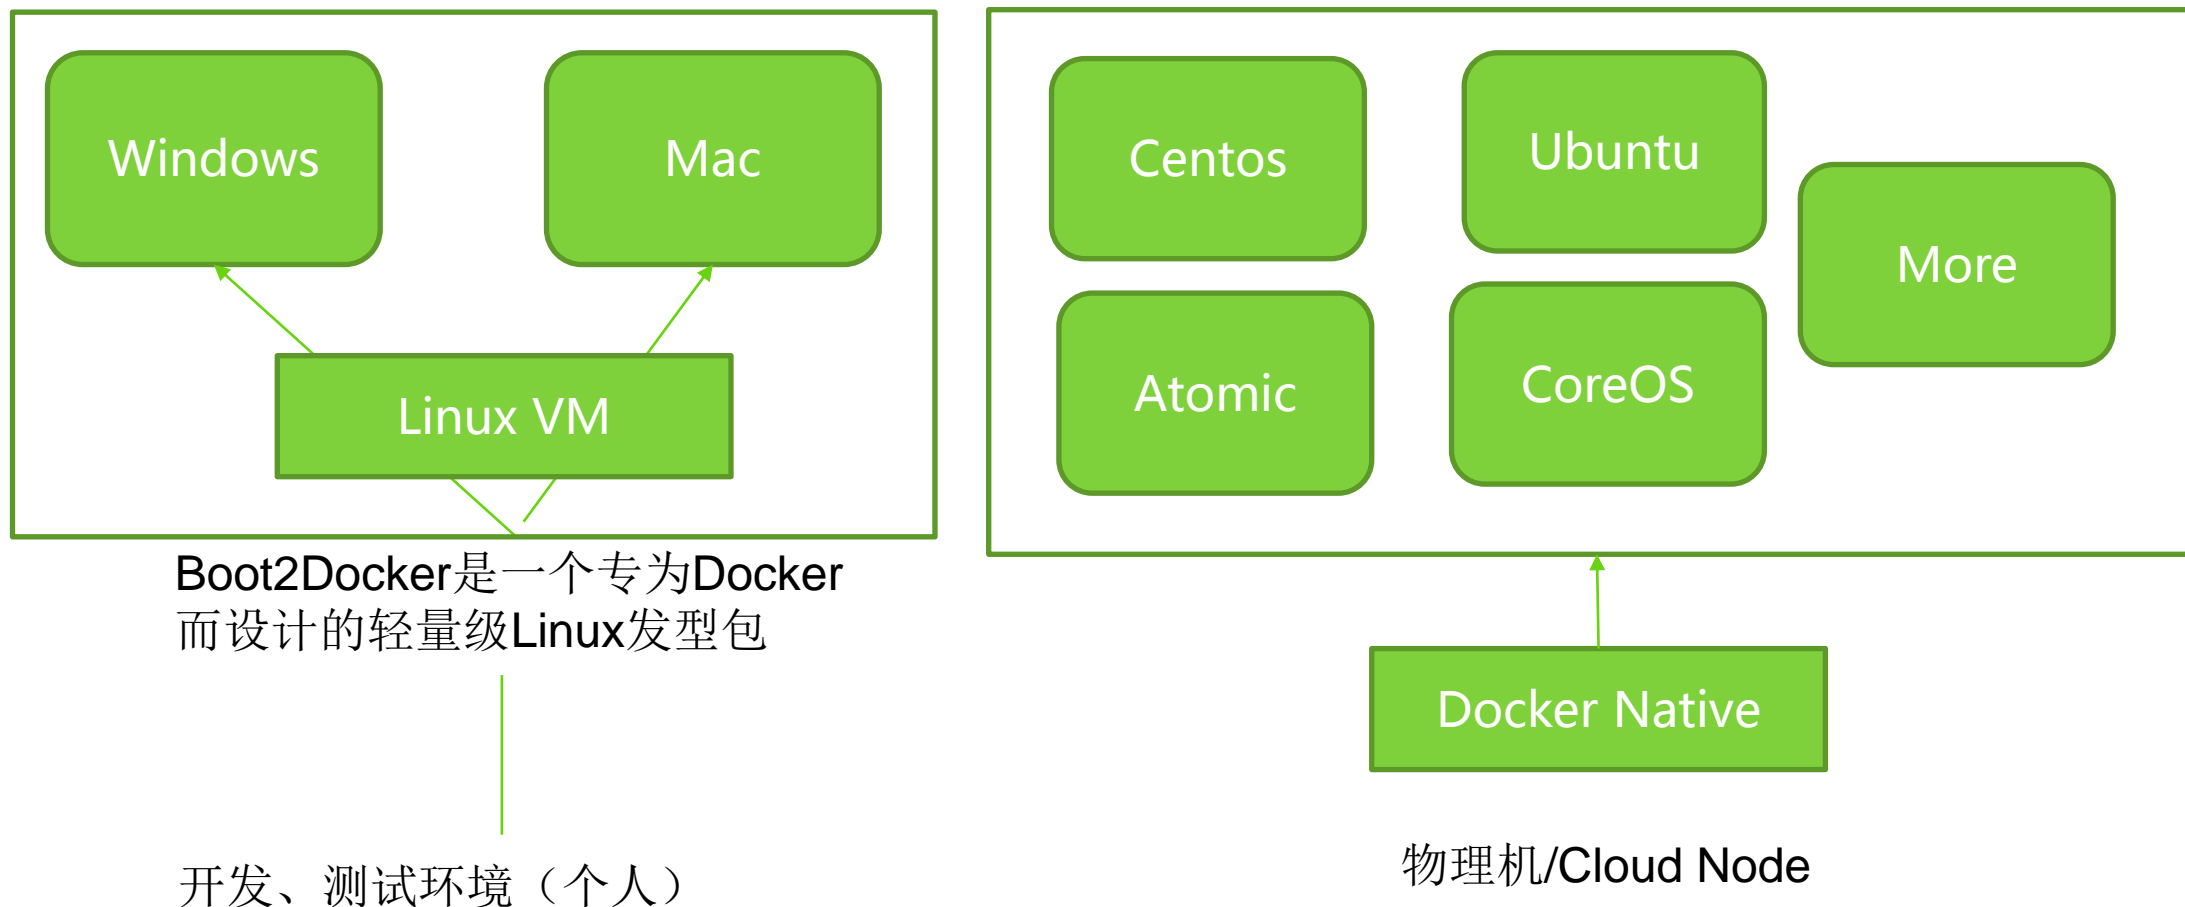 Windows
Mac
Linux VM
Boot2Docker是一个专为Docker
而设计的轻量级Linux发型包
开发、测试环境（个人）
Centos
Ubuntu
More
Atomic
CoreOS
Docker Native
物理机/Cloud Node